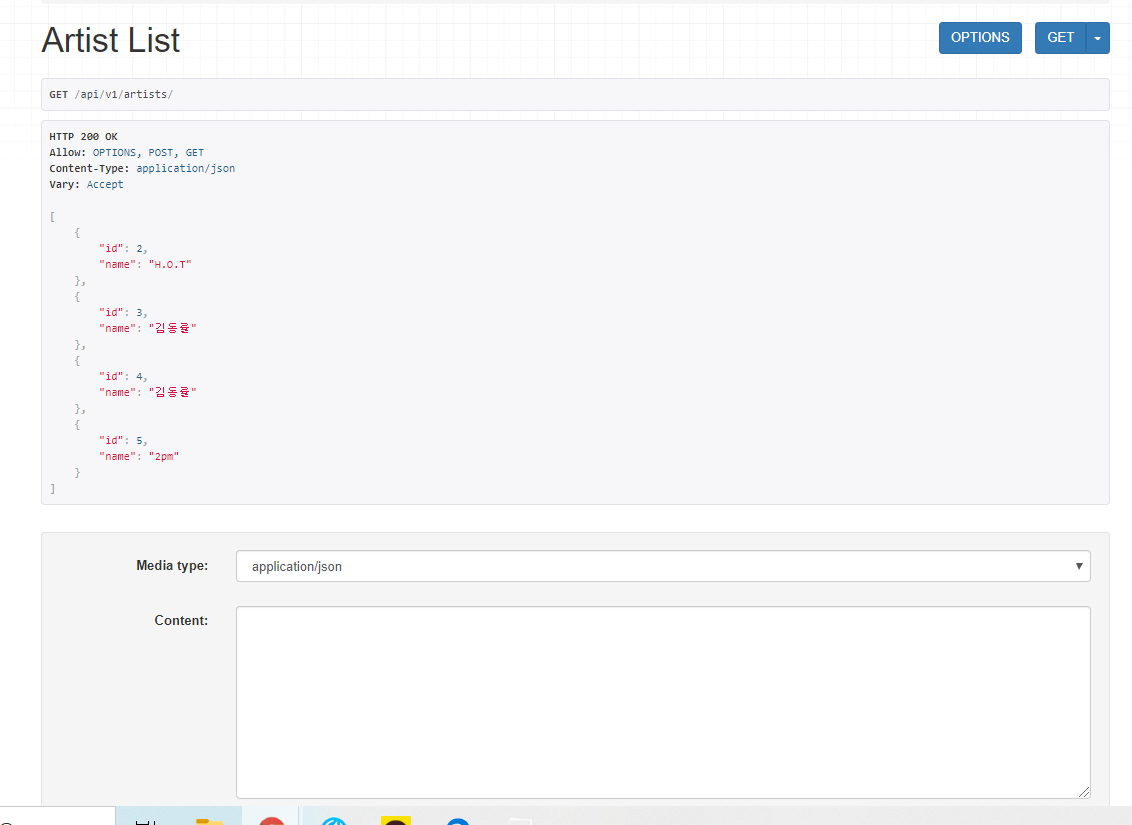 Artist List
OPTIONS
GET
GET /api/v1/artists/
HTTP 200 OK
Allow: OPTIONS, POST, GET
Content-Type: application/json
Vary: Accept
[
{
"id": 2,
"name": "H.O.T"
},
{
"id": 3,
"name": "김동률"
},
{
"id": 4,
"name": "김동률"
},
{
"id": 5,
"name": "2pm"
}
]
Media type:
application/json
Content: